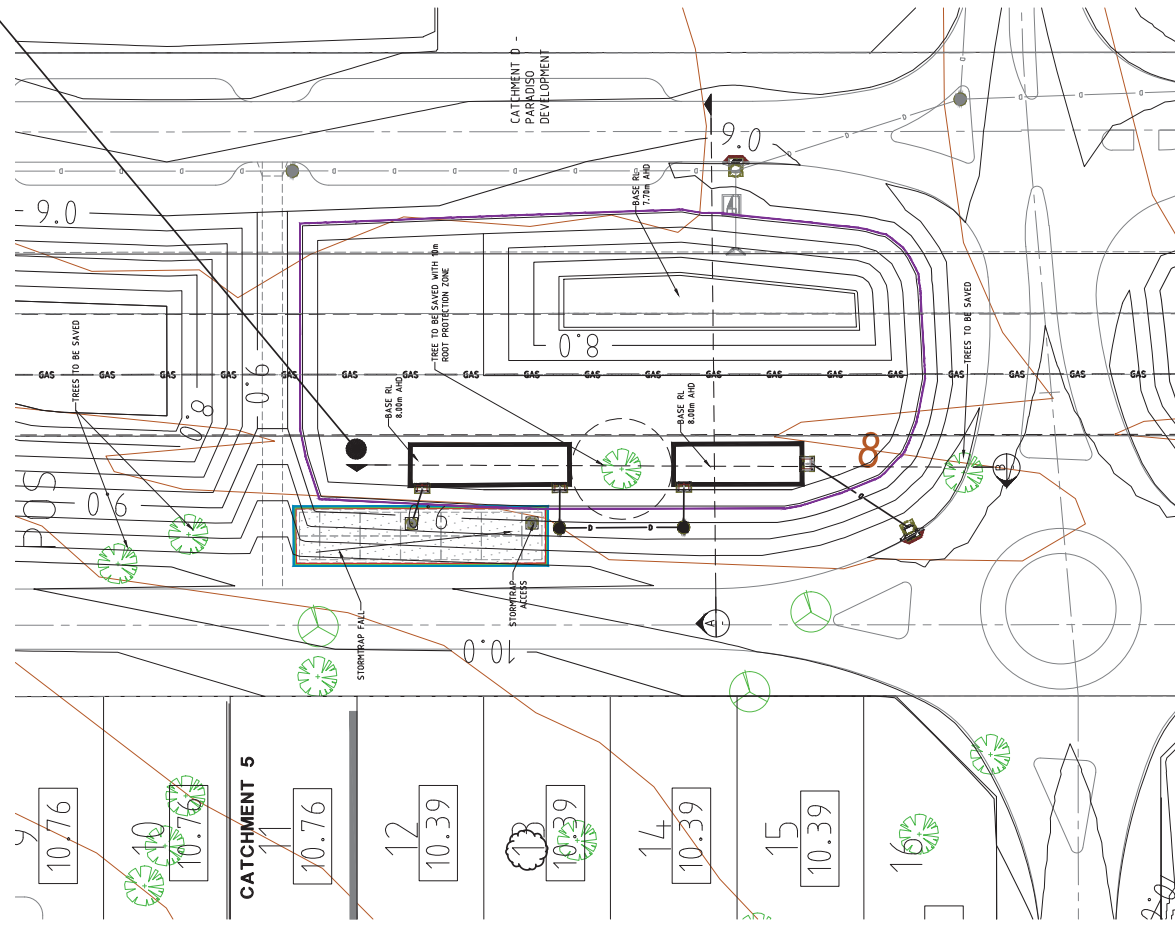 CATCHMENT D -
PARADISO
DEVELOPMENT
9.0
BASE RL
7.70m AHD
A
9.0
TREE TO BE SAVED WITH 10m
ROOT PROTECTION ZONE
TREES TO BE SAVED
TREES TO BE SAVED
8.0
8.0
9.0
GAS GAS GAS GAS GAS GAS GAS GAS GAS GAS GAS GAS GAS GAS GAS GAS GAS GAS
BASE RL
8.00m AHD
BASE RL
8.00m AHD
8
B
POS
9.0
9.
D D
STORMTRAP FALL
STORMTRAP
ACCESS
A
10.0
CATCHMENT 5
9
10.76
10
10.76
11
10.76
12
10.39
13
10.39
14
10.39
15
10.39
16